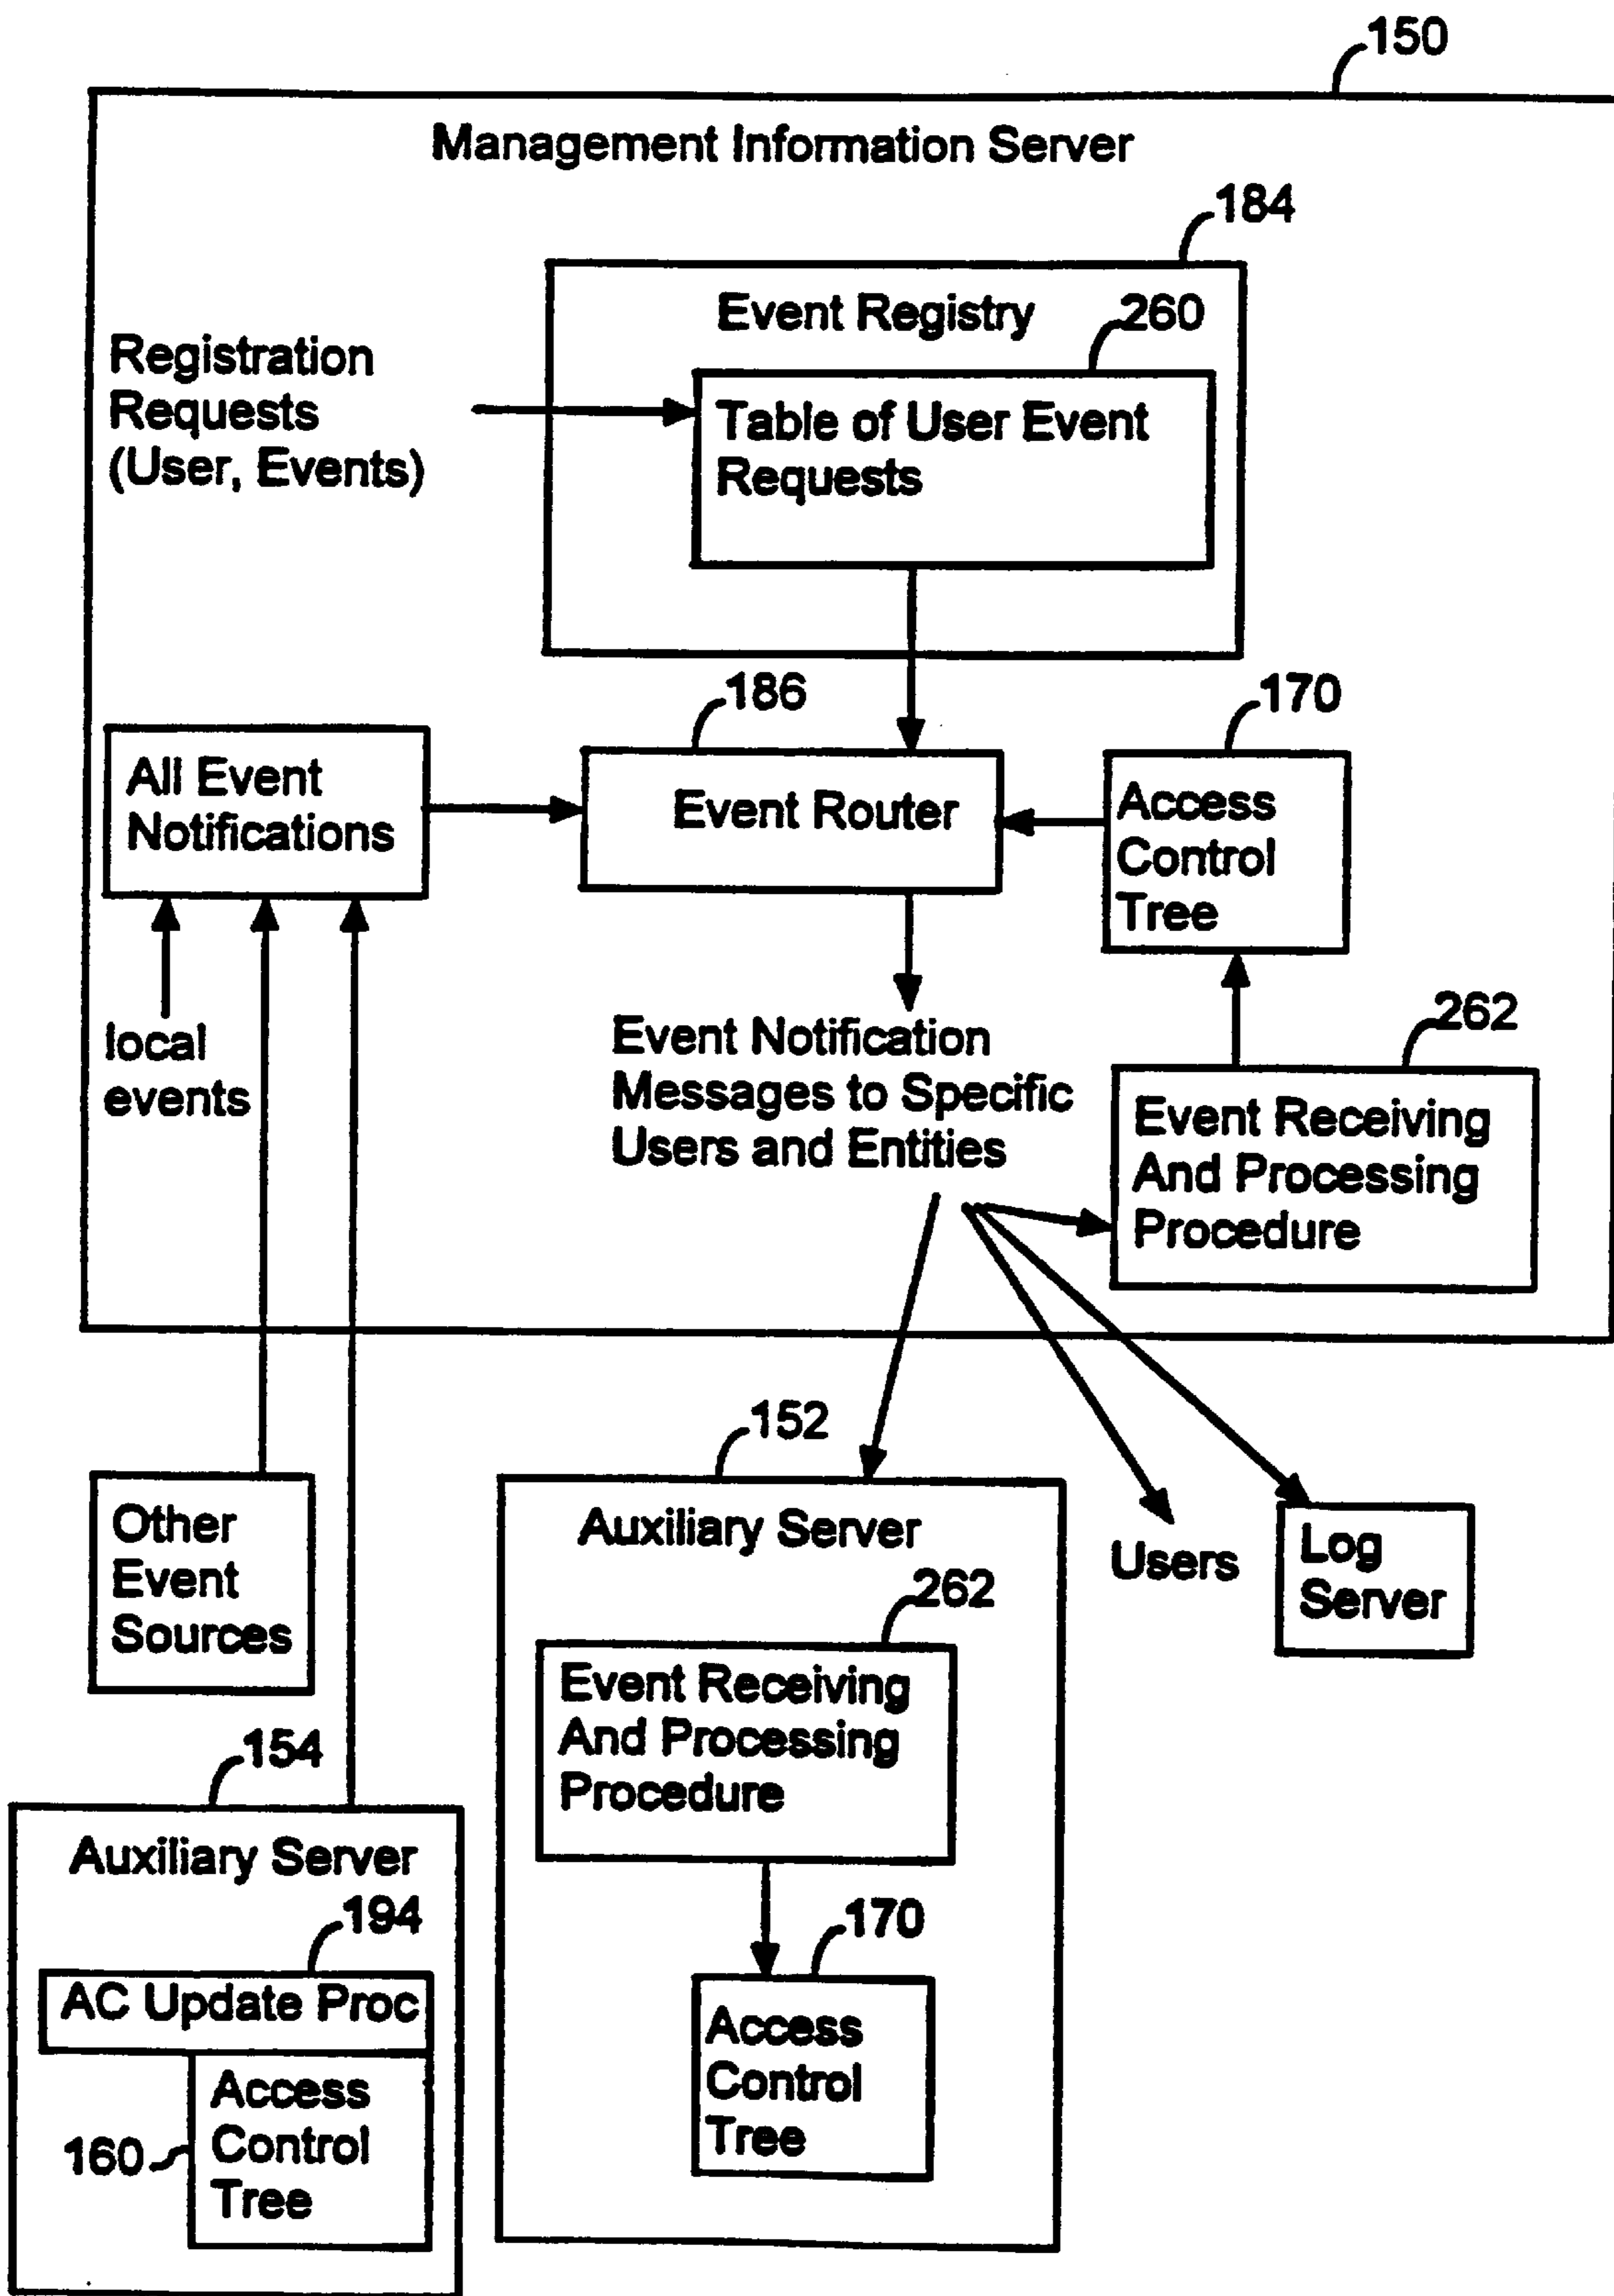 150
Management Information Server
184
Event Registry
260
Registration
Requests
(User, Events)
Table of User Event
Requests
186
170
All Event
Notifications
Event Router
Access
Control
Tree
local
events
Event Notification
Messages to Specific
Users and Entities
262
Event Receiving
And Processing
Procedure
152
Other
Event
Sources
Auxiliary Server
Users
Log
Server
262
Event Receiving
And Processing
Procedure
154
Auxiliary Server
194
170
AC Update Proc
Access
Control
Tree
160
Access
Control
Tree